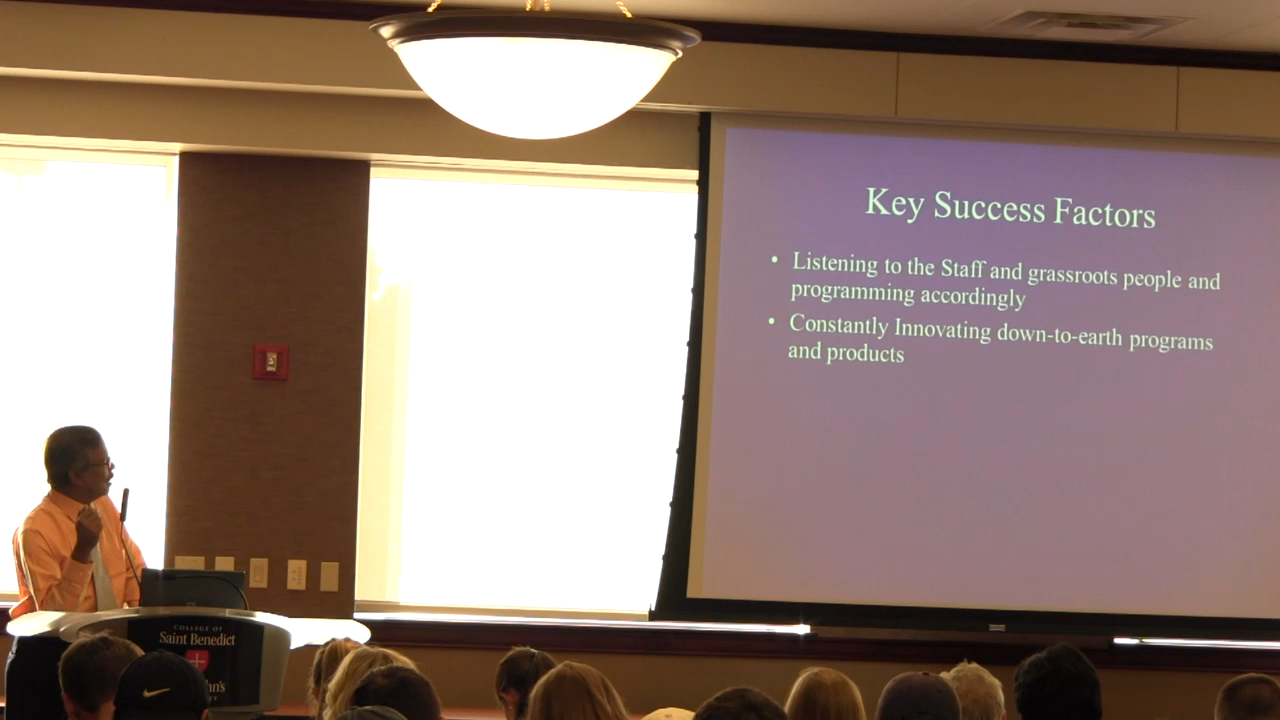 Key Success Factors
• Listening to the Staff and grassroots people and
programming accordingly
• Constantly Innovating down-to-earth programs
and products
COLLEGE OF
Saint Benedict